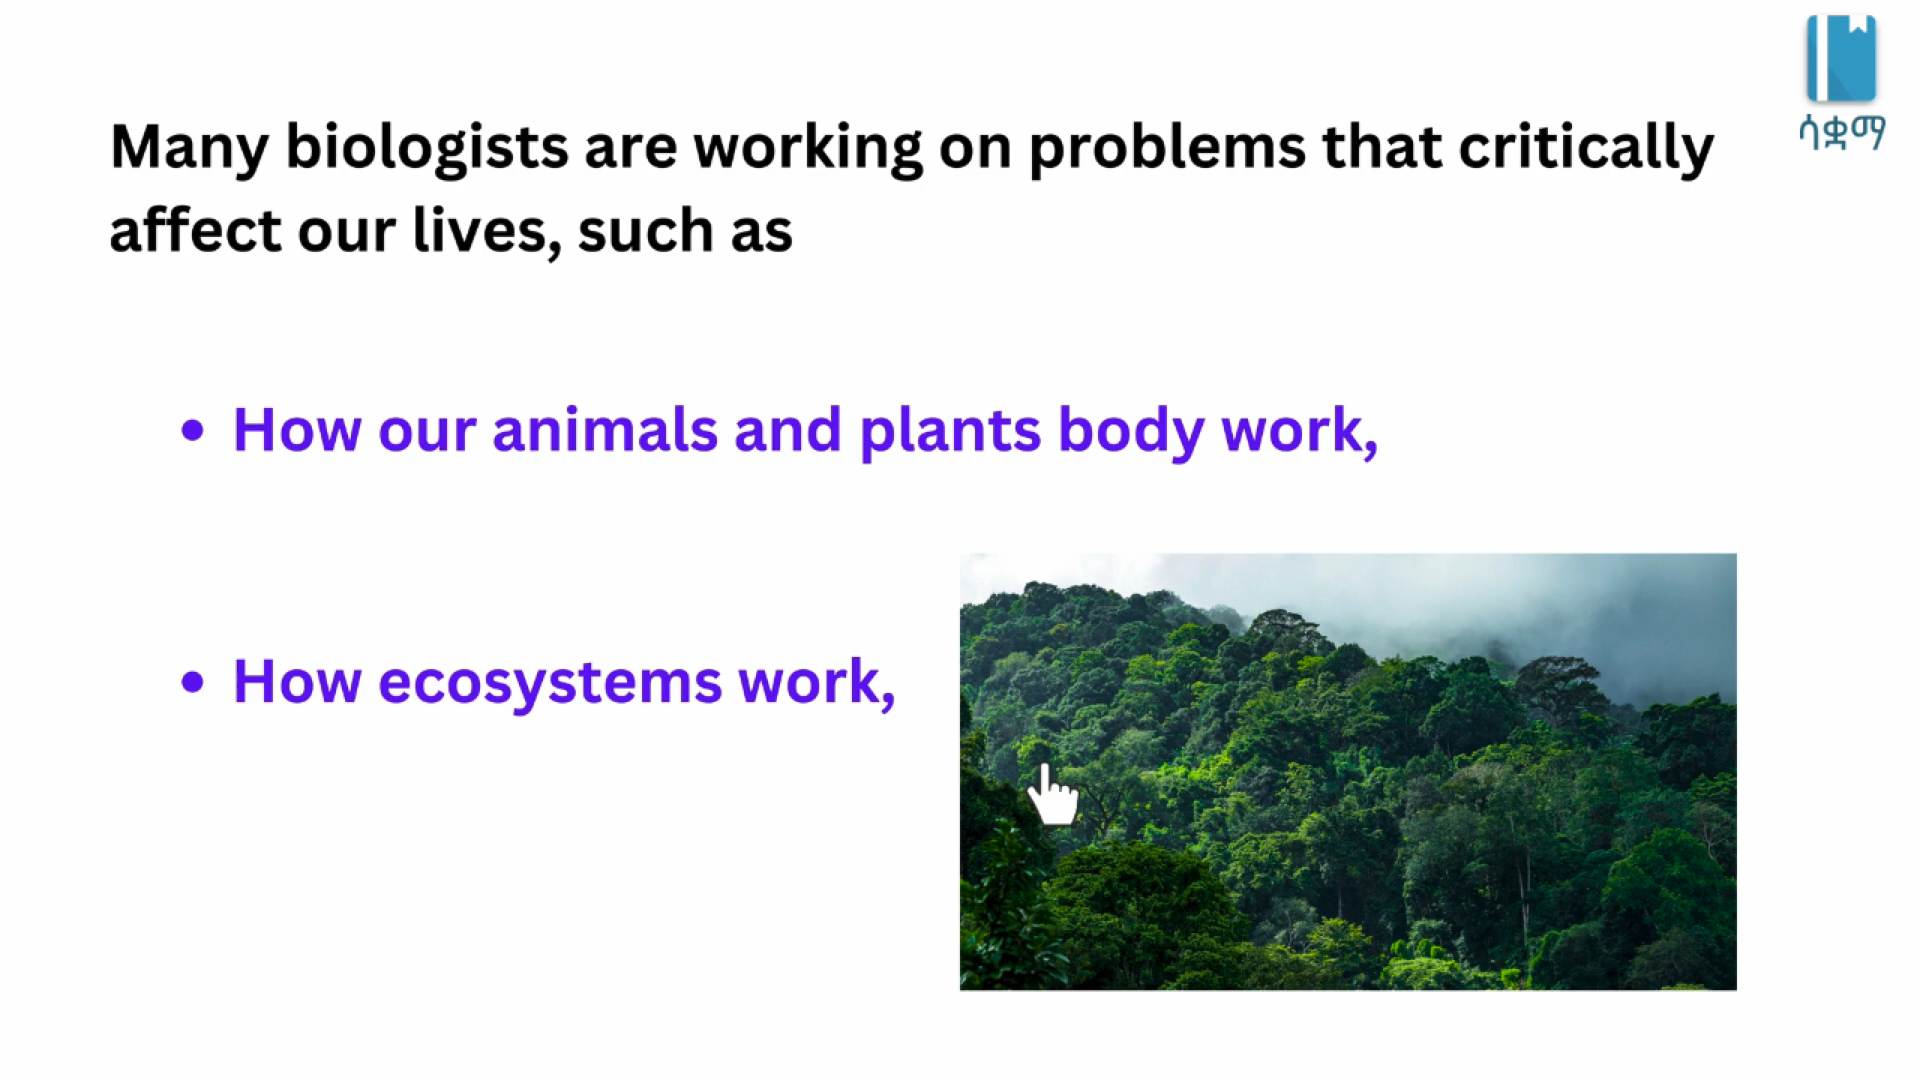 Many biologists are working on problems that critically
affect our lives, such as
• How our animals and plants body work,
• How ecosystems work,
ሳቋማ